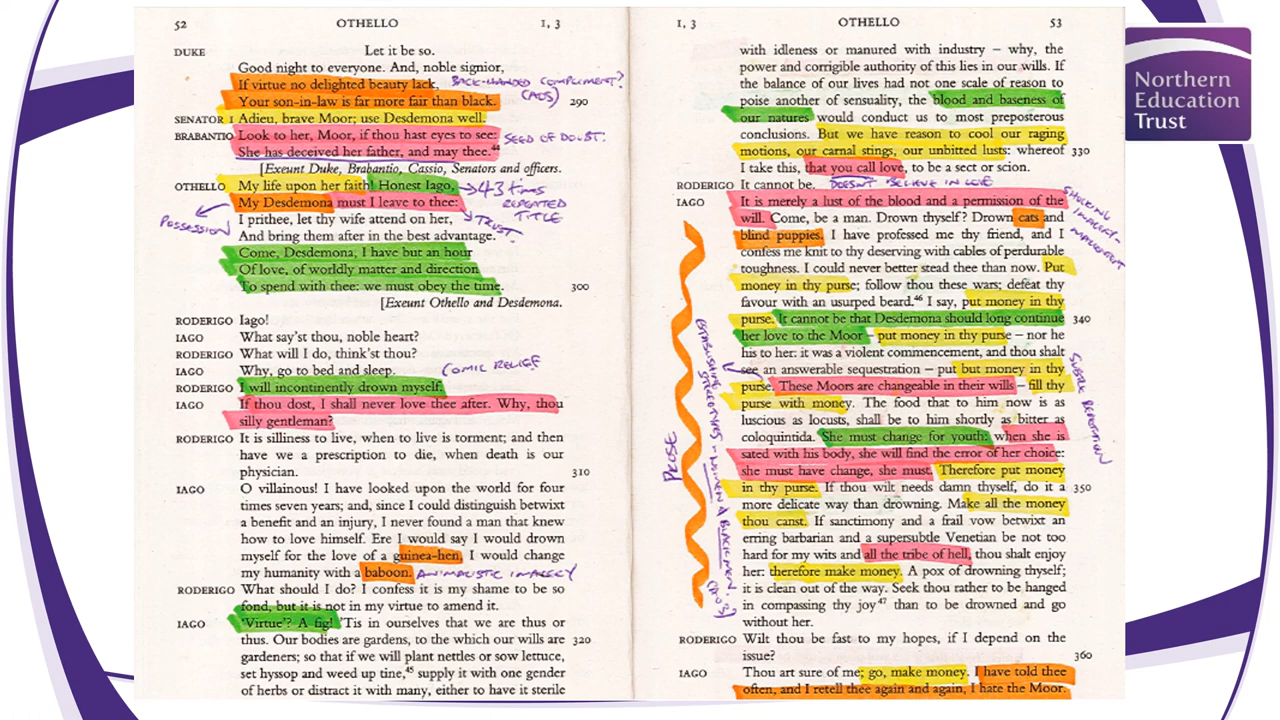 52 OTHELLO 1, 3
DUKE Let it be so.
Good night to everyone. And, noble signior,
If virtue no delighted beauty lack, BACK-HANDED COMPLIMENT?
Your son-in-law is far more fair than black. 290 (AO5)
SENATOR I Adieu, brave Moor; use Desdemona well.
BRABANTIO Look to her, Moor, if thou hast eyes to see: SEED OF DOUBT.
She has deceived her father, and may thee.44
[Exeunt Duke, Brabantio, Cassio, Senators and officers.
OTHELLO My life upon her faith! Honest Iago, → 43 times
My Desdemona must I leave to thee: REPEATED
I prithee, let thy wife attend on her, TITLE
POSSESSION
TRUST.
And bring them after in the best advantage.
Come, Desdemona, I have but an hour
Of love, of worldly matter and direction
To spend with thee: we must obey the time. 300
[Exeunt Othello and Desdemona.
RODERIGO Iago!
IAGO What say'st thou, noble heart?
RODERIGO What will I do, think'st thou?
IAGO Why, go to bed and sleep. COMIC RELIEF
RODERIGO I will incontinently drown myself.
IAGO If thou dost, I shall never love thee after. Why, thou
silly gentleman?
RODERIGO It is silliness to live, when to live is torment; and then
have we a prescription to die, when death is our
physician. 310
IAGO O villainous! I have looked upon the world for four
times seven years; and, since I could distinguish betwixt
a benefit and an injury, I never found a man that knew
how to love himself. Ere I would say I would drown
myself for the love of a guinea-hen, I would change
my humanity with a baboon. ANIMALISTIC IMAGERY
RODERIGO What should I do? I confess it is my shame to be so
fond, but it is not in my virtue to amend it.
IAGO 'Virtue'? A fig! 'Tis in ourselves that we are thus or
thus. Our bodies are gardens, to the which our wills are 320
gardeners; so that if we will plant nettles or sow lettuce,
set hyssop and weed up tine,45 supply it with one gender
of herbs or distract it with many, either to have it sterile
1, 3 OTHELLO 53
with idleness or manured with industry – why, the
power and corrigible authority of this lies in our wills. If
the balance of our lives had not one scale of reason to
poise another of sensuality, the blood and baseness of
our natures would conduct us to most preposterous
conclusions. But we have reason to cool our raging
motions, our carnal stings, our unbitted lusts: whereof 330
I take this, that you call love, to be a sect or scion.
RODERIGO It cannot be. DOESN'T BELIEVE IN LOVE
IAGO It is merely a lust of the blood and a permission of the
will. Come, be a man. Drown thyself? Drown cats and
blind puppies. I have professed me thy friend, and I
confess me knit to thy deserving with cables of perdurable
toughness. I could never better stead thee than now. Put
money in thy purse; follow thou these wars; defeat thy
favour with an usurped beard.46 I say, put money in thy
purse. It cannot be that Desdemona should long continue 340
her love to the Moor – put money in thy purse – nor he
his to her: it was a violent commencement, and thou shalt
see an answerable sequestration – put but money in thy
purse. These Moors are changeable in their wills – fill thy
purse with money. The food that to him now is as
luscious as locusts, shall be to him shortly as bitter as
coloquintida. She must change for youth: when she is
sated with his body, she will find the error of her choice:
she must have change, she must. Therefore put money
in thy purse. If thou wilt needs damn thyself, do it a 350
more delicate way than drowning. Make all the money
thou canst. If sanctimony and a frail vow betwixt an
erring barbarian and a supersubtle Venetian be not too
hard for my wits and all the tribe of hell, thou shalt enjoy
her: therefore make money. A pox of drowning thyself;
it is clean out of the way. Seek thou rather to be hanged
in compassing thy joy47 than to be drowned and go
without her.
RODERIGO Wilt thou be fast to my hopes, if I depend on the
issue? 360
IAGO Thou art sure of me; go, make money. I have told thee
often, and I retell thee again and again, I hate the Moor.
PROSE
ESTABLISHING STEREOTYPES – WOMEN & BLACK MEN. (AO3)
SUBTLE REPETITION
Northern
Education
Trust